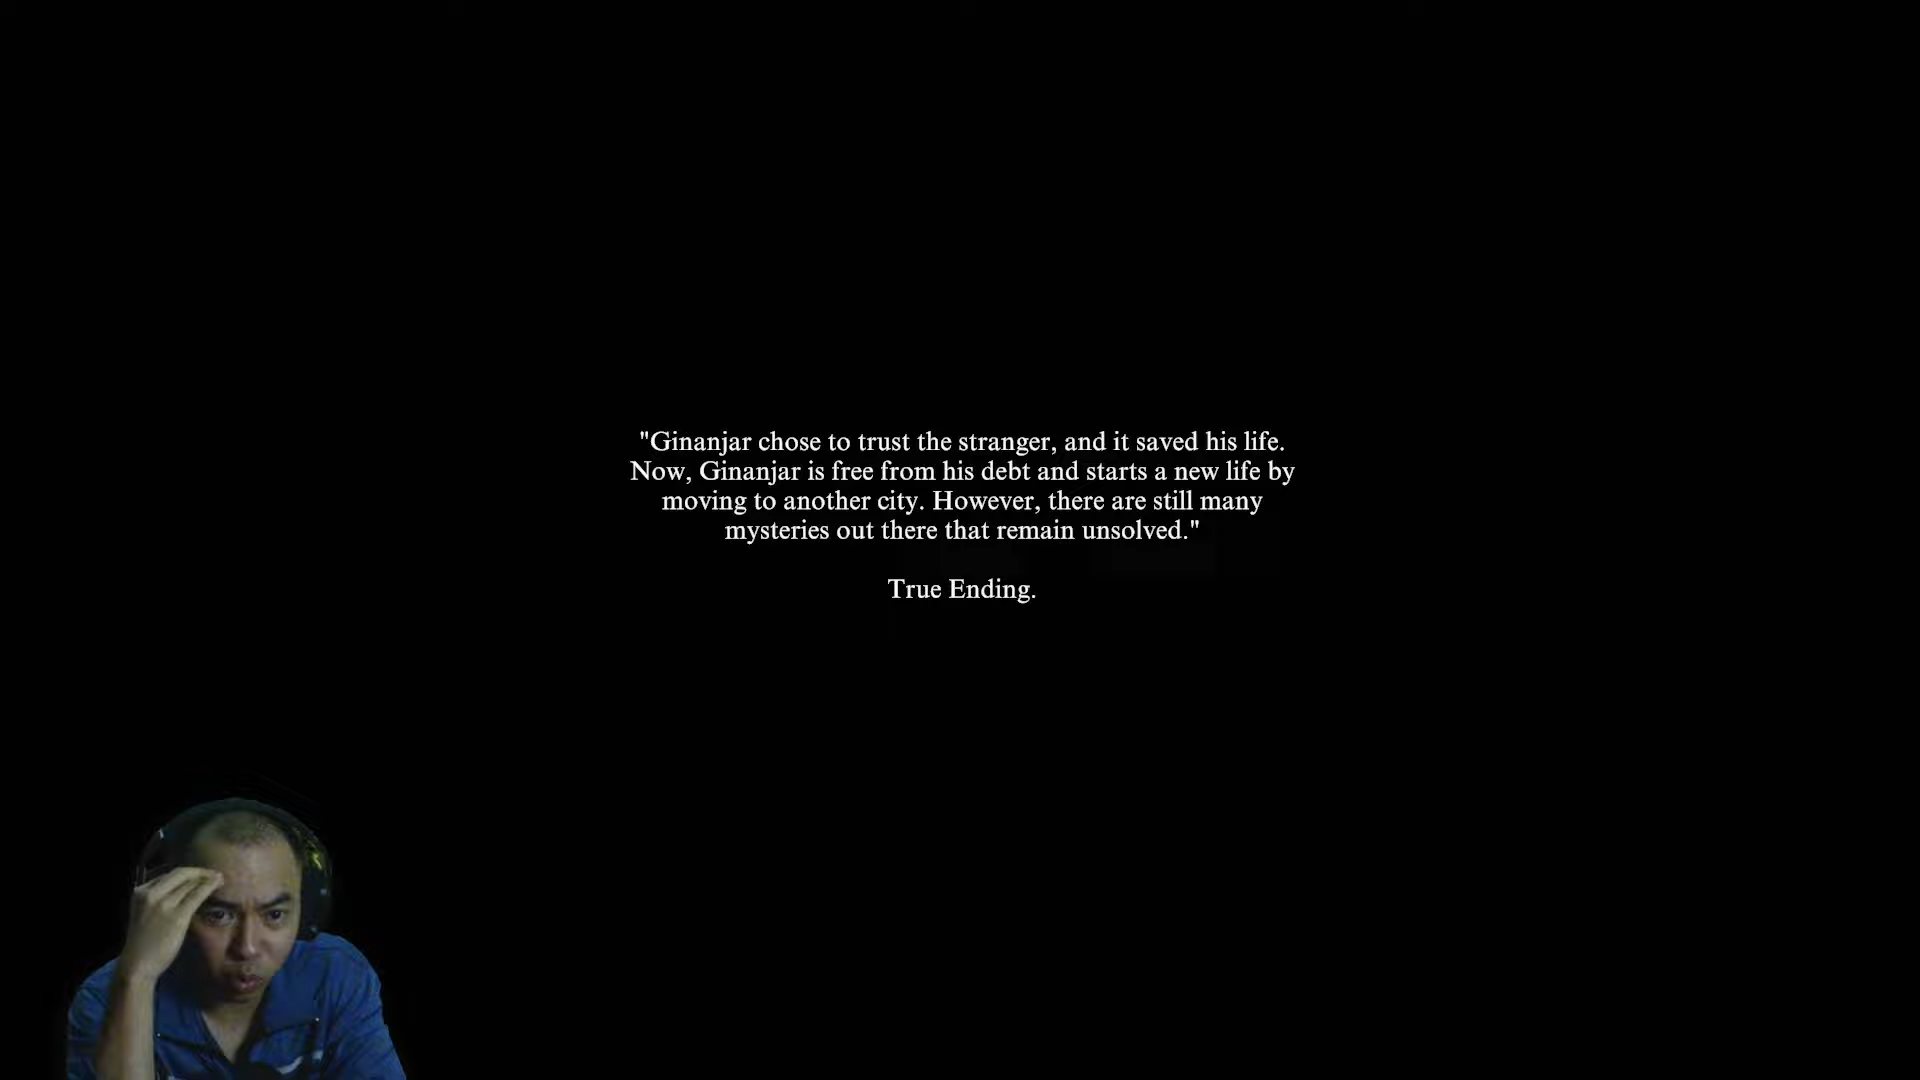 "Ginanjar chose to trust the stranger, and it saved his life.
Now, Ginanjar is free from his debt and starts a new life by
moving to another city. However, there are still many
mysteries out there that remain unsolved."
True Ending.